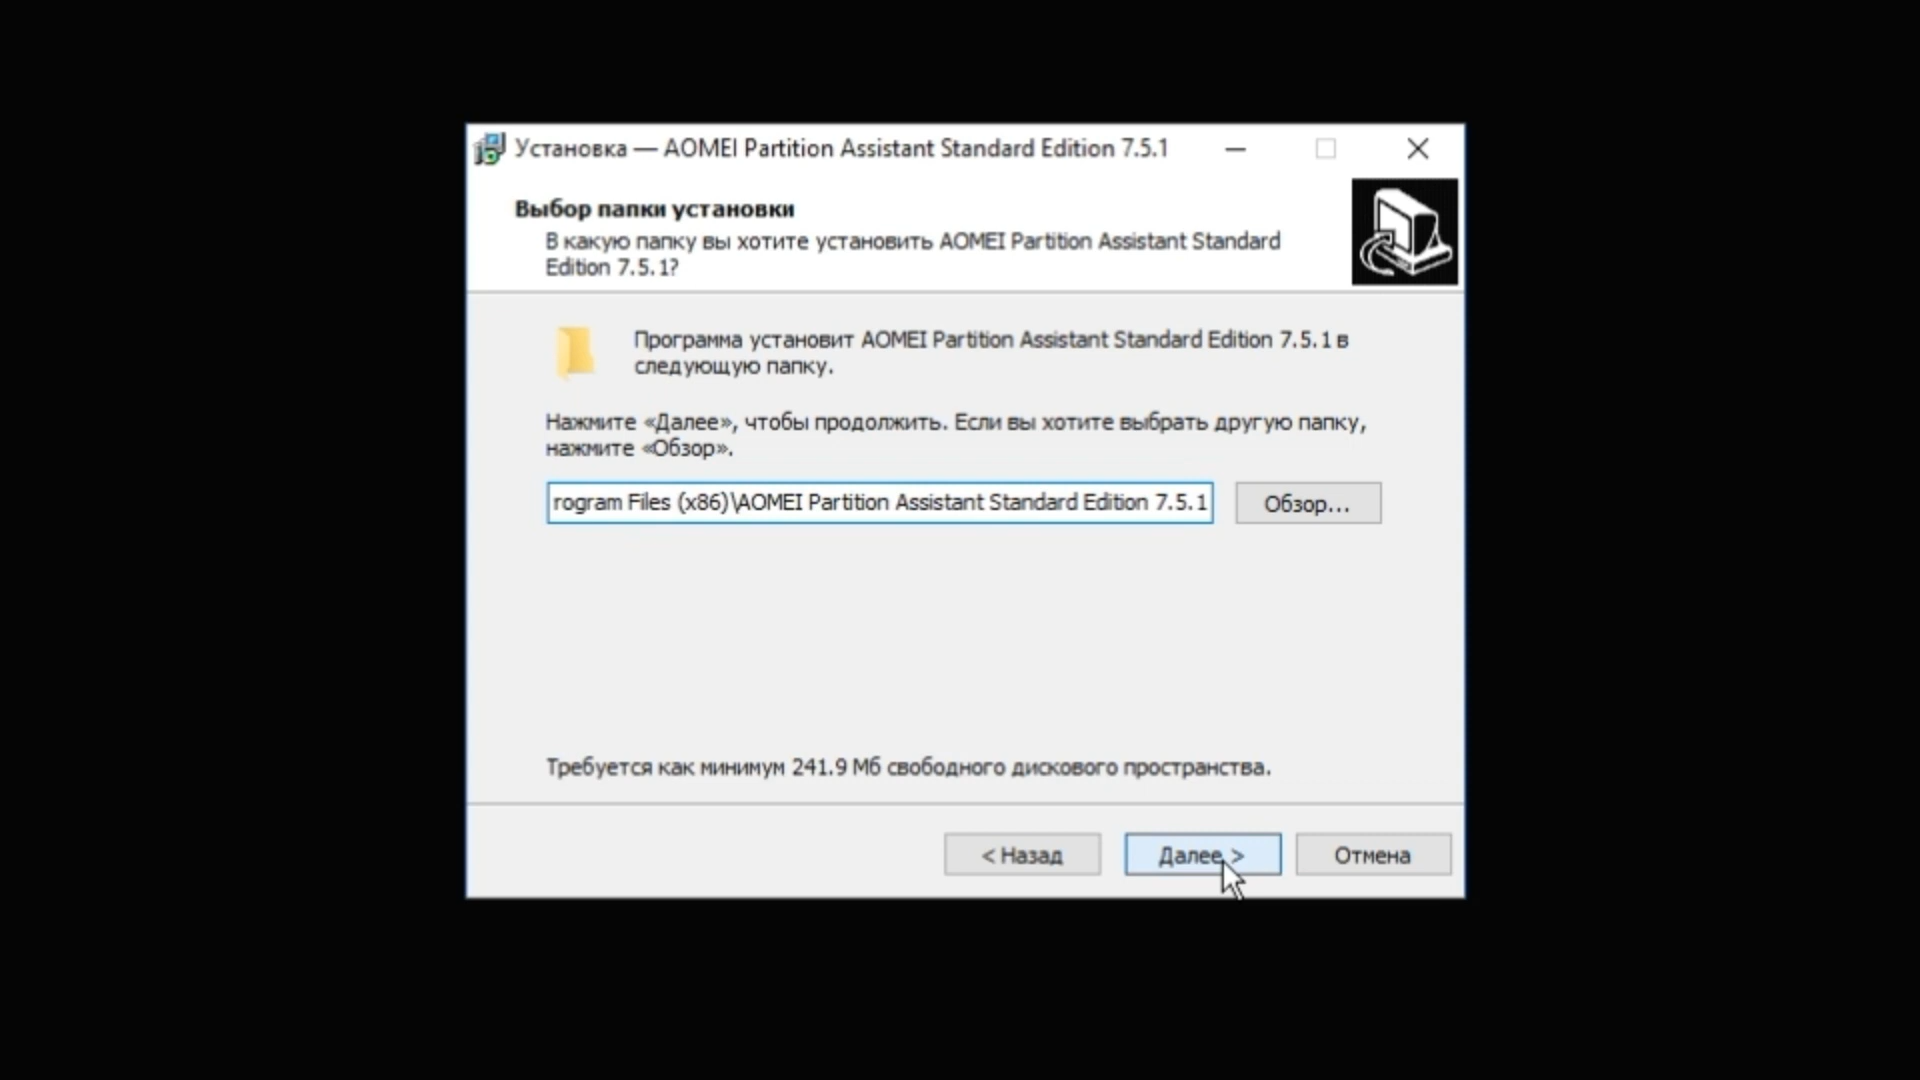 Установка — AOMEI Partition Assistant Standard Edition 7.5.1
Выбор папки установки
В какую папку вы хотите установить AOMEI Partition Assistant Standard
Edition 7.5.1?
Программа установит AOMEI Partition Assistant Standard Edition 7.5.1 в
следующую папку.
Нажмите «Далее», чтобы продолжить. Если вы хотите выбрать другую папку,
нажмите «Обзор».
rogram Files (x86)\AOMEI Partition Assistant Standard Edition 7.5.1
Обзор...
Требуется как минимум 241.9 Мб свободного дискового пространства.
< Назад
Далее >
Отмена